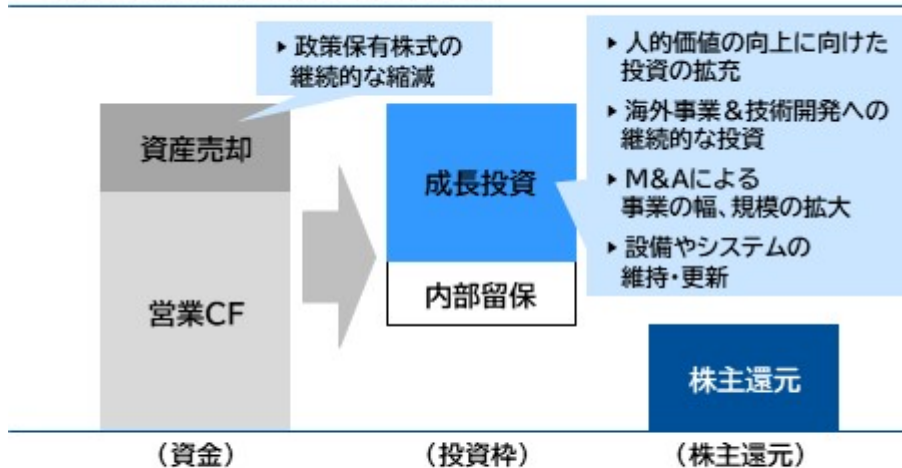 ▶ 政策保有株式の
継続的な縮減
▶ 人的価値の向上に向けた
投資の拡充
▶ 海外事業＆技術開発への
継続的な投資
▶ M&Aによる
事業の幅、規模の拡大
▶ 設備やシステムの
維持・更新
資産売却
営業CF
成長投資
内部留保
株主還元
（資金）
（投資枠）
（株主還元）